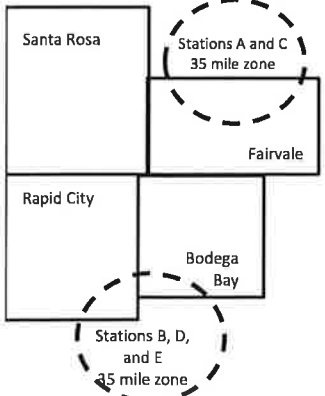 Santa Rosa
Stations A and C
35 mile zone
Fairvale
Rapid City
Bodega
Bay
Stations B, D,
and E
35 mile zone